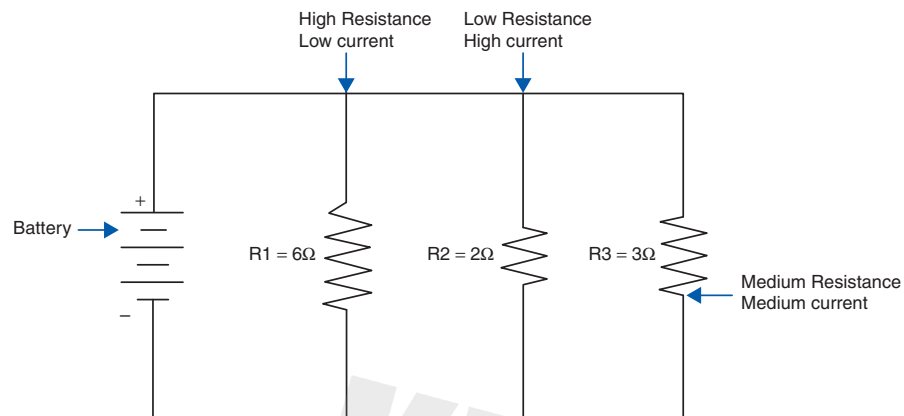 High Resistance
Low current
Low Resistance
High current
+
Battery
R1 = 6Ω
R2 = 2Ω
R3 = 3Ω
Medium Resistance
Medium current
−